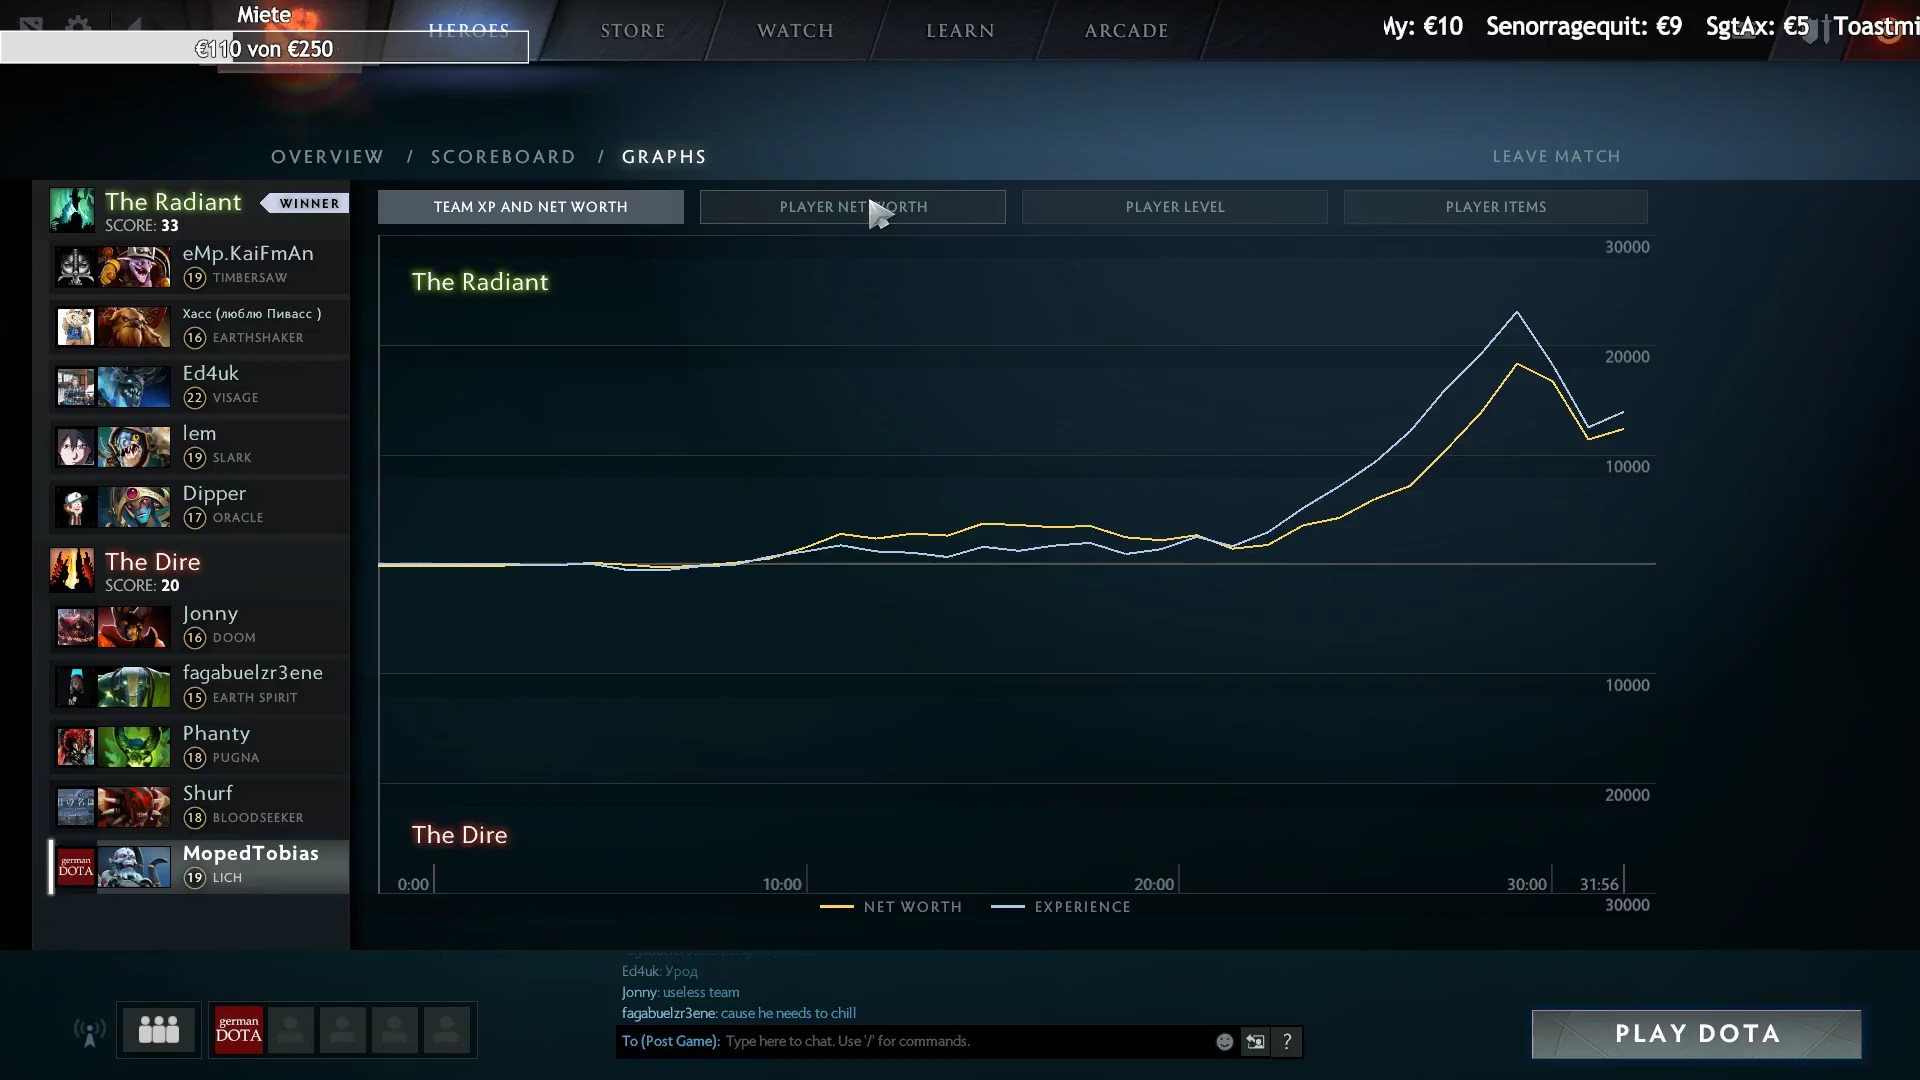 Miete
€110 von €250
HEROES
STORE
WATCH
LEARN
ARCADE
My: €10 Senorragequit: €9 SgtAx: €5 Toastmi
OVERVIEW / SCOREBOARD / GRAPHS
LEAVE MATCH
The Radiant
WINNER
SCORE: 33
eMp.KaiFmAn
19 TIMBERSAW
Хасс (люблю Пивасс )
16 EARTHSHAKER
Ed4uk
22 VISAGE
lem
19 SLARK
Dipper
17 ORACLE
The Dire
SCORE: 20
Jonny
16 DOOM
fagabuelzr3ene
15 EARTH SPIRIT
Phanty
18 PUGNA
Shurf
18 BLOODSEEKER
german
DOTA
MopedTobias
19 LICH
TEAM XP AND NET WORTH
PLAYER NET WORTH
PLAYER LEVEL
PLAYER ITEMS
30000
The Radiant
20000
10000
10000
20000
The Dire
0:00
10:00
20:00
30:00
31:56
30000
NET WORTH
EXPERIENCE
Ed4uk: Урод
Jonny: useless team
fagabuelzr3ene: cause he needs to chill
To (Post Game): Type here to chat. Use '/' for commands.
?
german
DOTA
PLAY DOTA